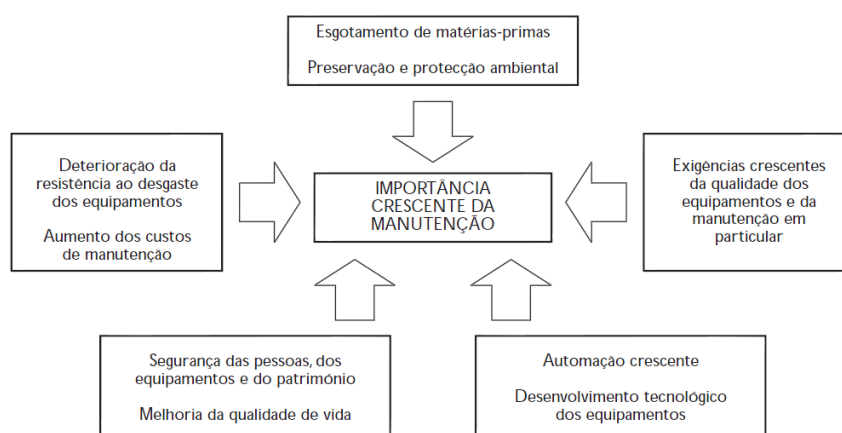 Esgotamento de matérias-primas
Preservação e protecção ambiental
Deterioração da
resistência ao desgaste
dos equipamentos
Aumento dos custos
de manutenção
IMPORTÂNCIA
CRESCENTE DA
MANUTENÇÃO
Exigências crescentes
da qualidade dos
equipamentos e da
manutenção em
particular
Segurança das pessoas, dos
equipamentos e do património
Melhoria da qualidade de vida
Automação crescente
Desenvolvimento tecnológico
dos equipamentos